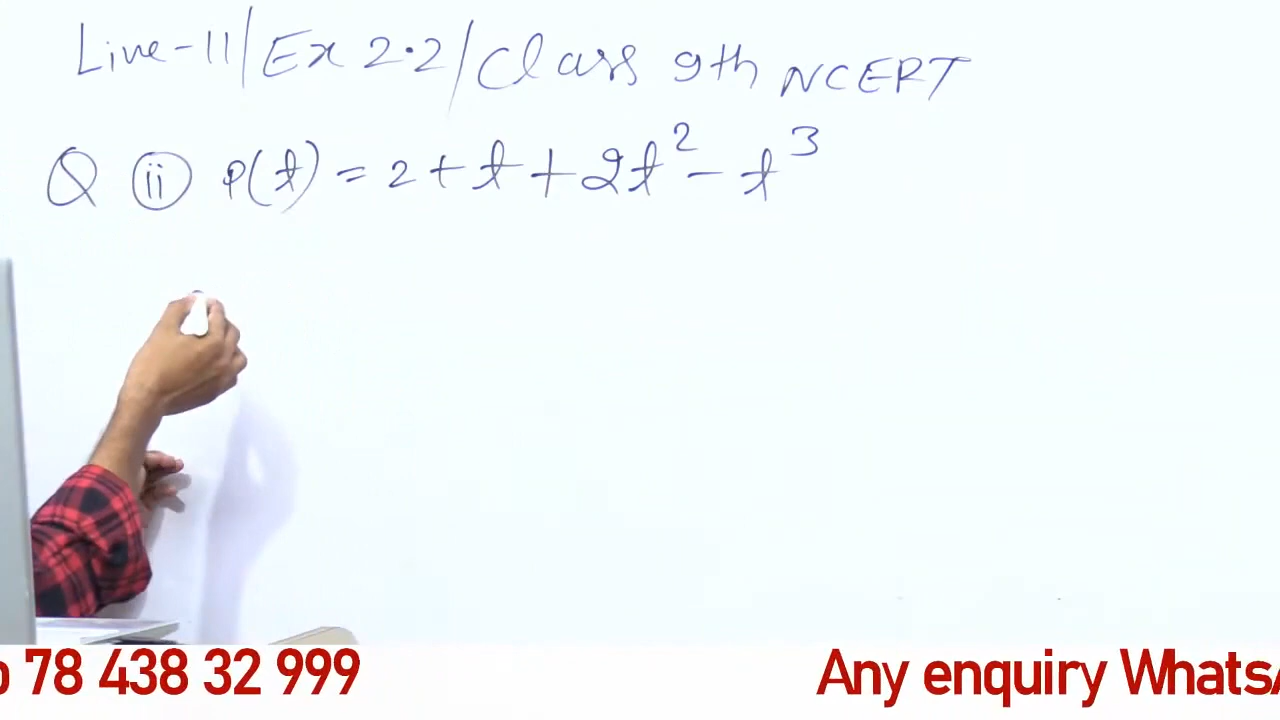 Live-11/Ex 2.2/Class 9th NCERT
Q (ii) p(t) = 2 + t + 2t² - t³
78 438 32 999 Any enquiry Whats